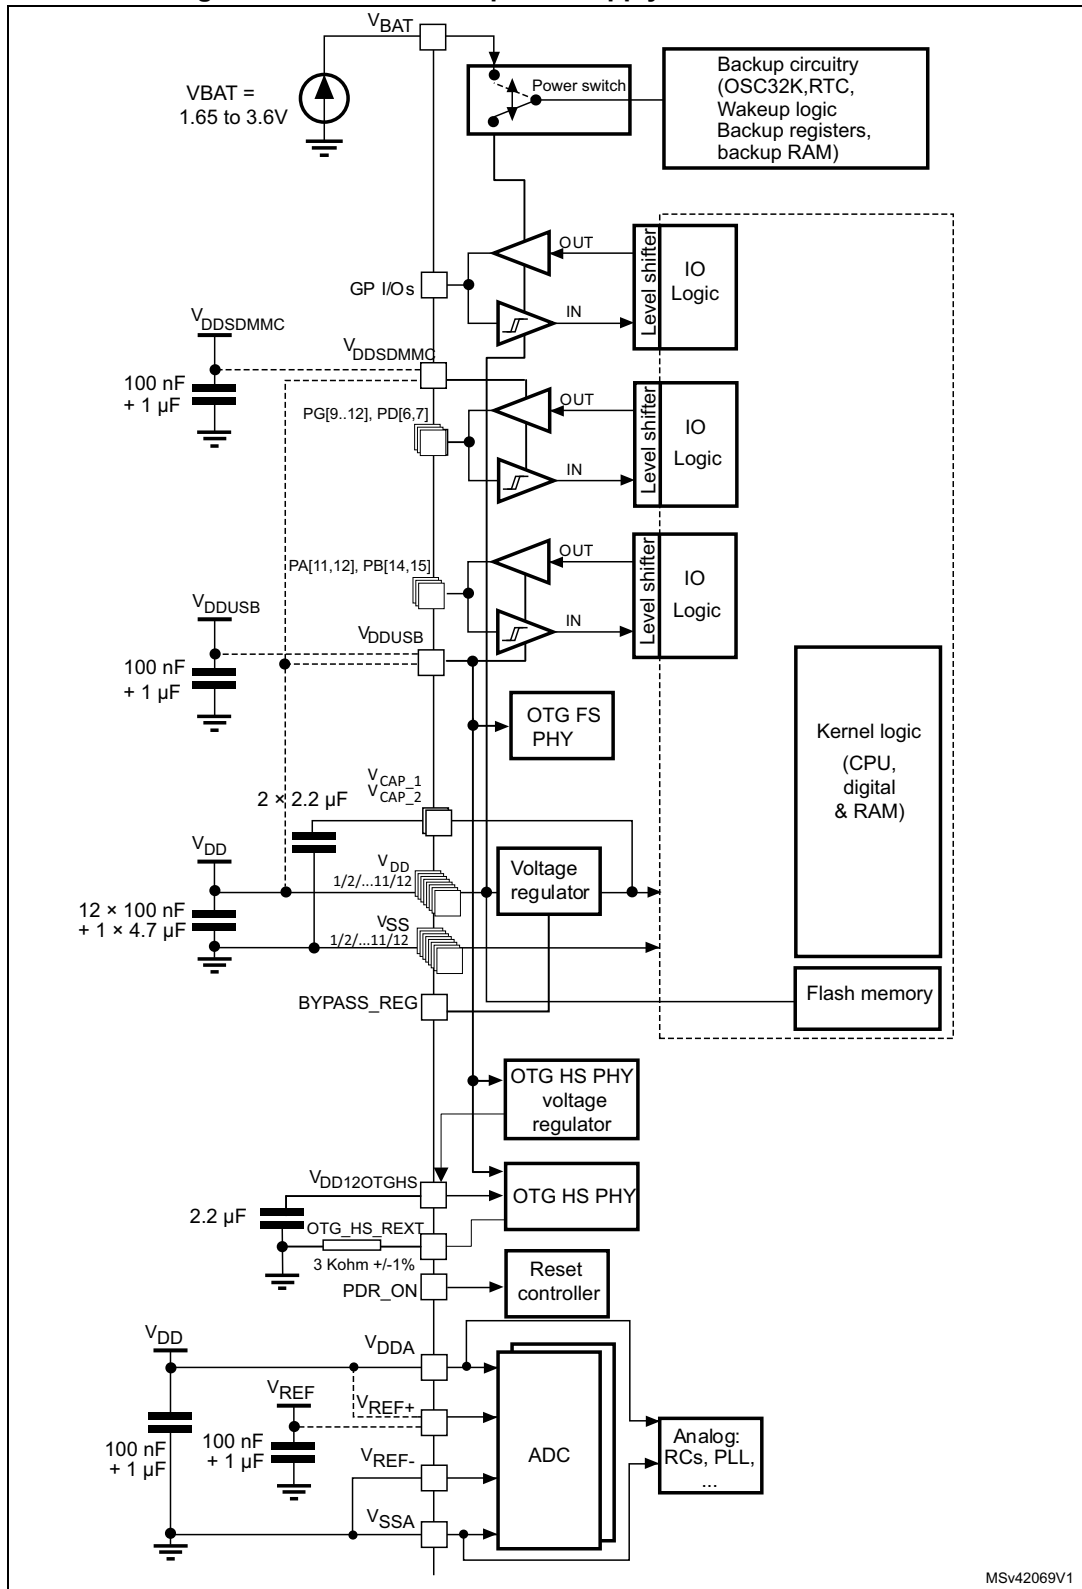 VBAT
VBAT =
1.65 to 3.6V
Power switch
Backup circuitry
(OSC32K,RTC,
Wakeup logic
Backup registers,
backup RAM)
OUT
IN
GP I/Os
Level shifter
IO
Logic
VDDSDMMC
100 nF
+ 1 µF
VDDSDMMC
PG[9..12], PD[6,7]
OUT
IN
Level shifter
IO
Logic
PA[11,12], PB[14,15]
OUT
IN
Level shifter
IO
Logic
VDDUSB
100 nF
+ 1 µF
VDDUSB
OTG FS
PHY
Kernel logic
(CPU,
digital
& RAM)
VCAP_1
VCAP_2
2 × 2.2 µF
VDD
VDD
1/2/...11/12
Voltage
regulator
12 × 100 nF
+ 1 × 4.7 µF
VSS
1/2/...11/12
BYPASS_REG
Flash memory
OTG HS PHY
voltage
regulator
VDD12OTGHS
OTG HS PHY
2.2 µF
OTG_HS_REXT
3 Kohm +/-1%
PDR_ON
Reset
controller
VDD
VDDA
VREF
VREF+
100 nF
+ 1 µF
100 nF
+ 1 µF
VREF-
ADC
Analog:
RCs, PLL,
...
VSSA
MSv42069V1